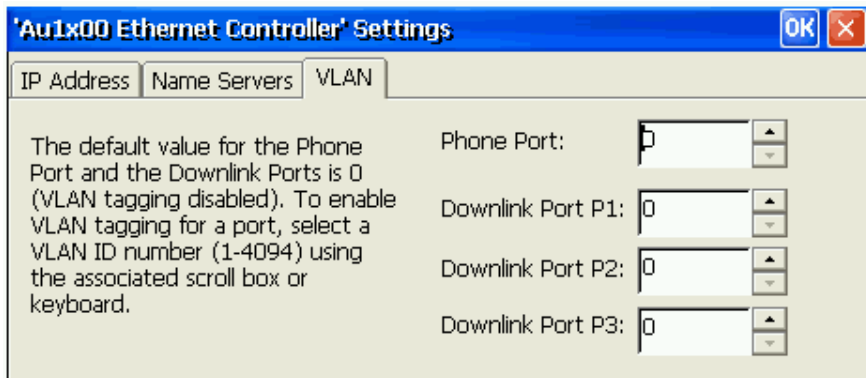 'Au1x00 Ethernet Controller' Settings OK
IP Address Name Servers VLAN
The default value for the Phone
Port and the Downlink Ports is 0
(VLAN tagging disabled). To enable
VLAN tagging for a port, select a
VLAN ID number (1-4094) using
the associated scroll box or
keyboard.
Phone Port: 0
Downlink Port P1: 0
Downlink Port P2: 0
Downlink Port P3: 0